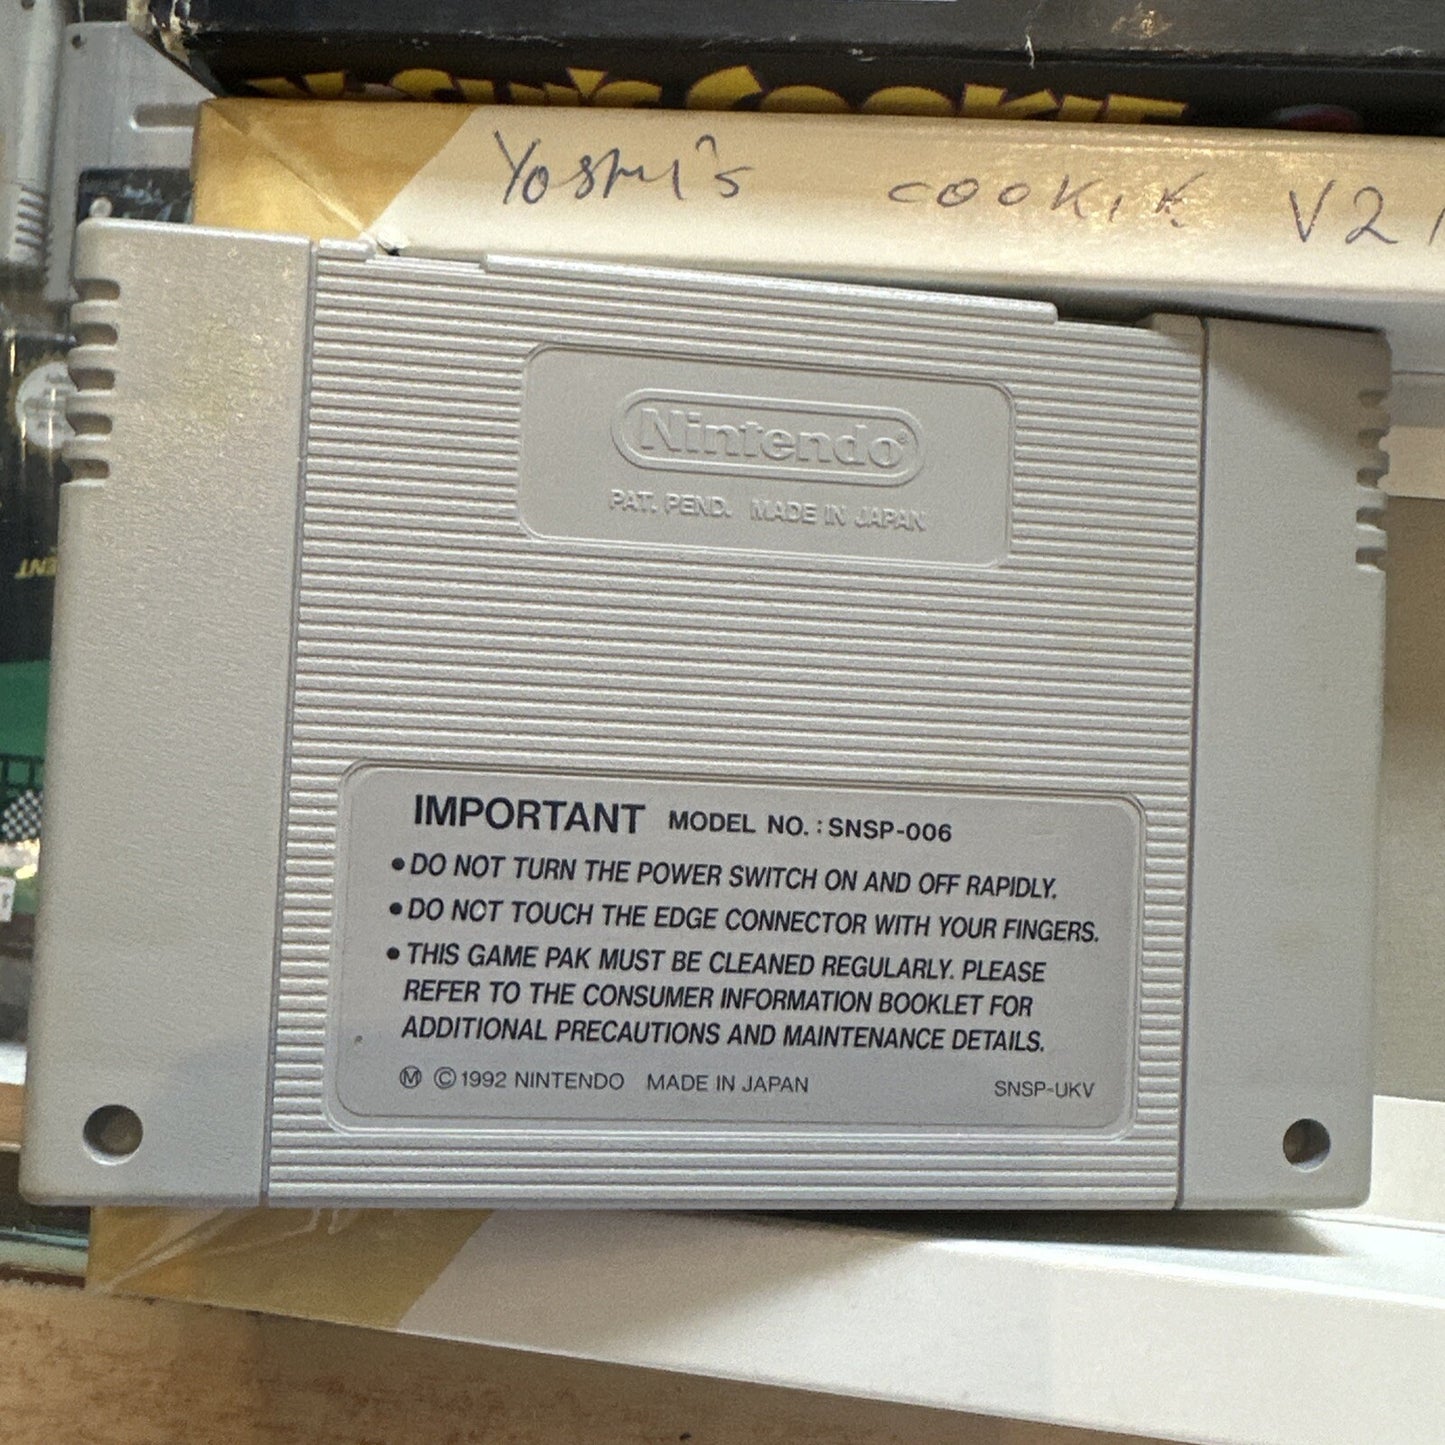 YOSHI'S COOKIE
Yoshi's COOKIE V2
Nintendo®
PAT. PEND. MADE IN JAPAN
IMPORTANT MODEL NO. : SNSP-006
•DO NOT TURN THE POWER SWITCH ON AND OFF RAPIDLY.
•DO NOT TOUCH THE EDGE CONNECTOR WITH YOUR FINGERS.
•THIS GAME PAK MUST BE CLEANED REGULARLY. PLEASE
REFER TO THE CONSUMER INFORMATION BOOKLET FOR
ADDITIONAL PRECAUTIONS AND MAINTENANCE DETAILS.
Ⓜ ©1992 NINTENDO MADE IN JAPAN SNSP-UKV